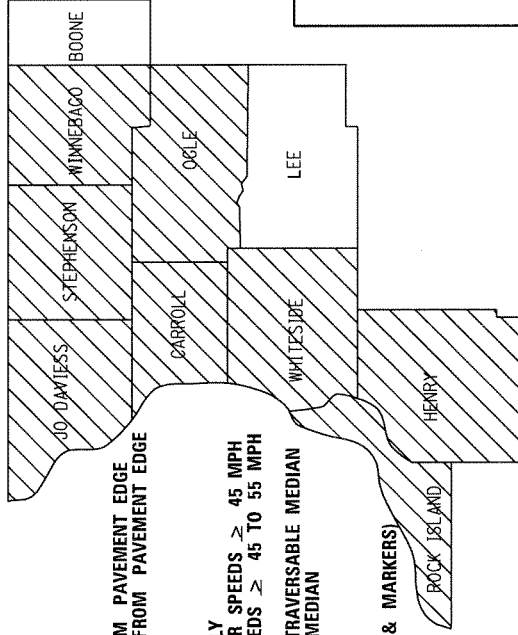 JO DAVIESS
STEPHENSON
WINNEBAGO
BOONE
CARROLL
OGLE
WHITESIDE
LEE
ROCK ISLAND
HENRY
M PAVEMENT EDGE
FROM PAVEMENT EDGE
LY
R SPEEDS ≥ 45 MPH
EDS ≥ 45 TO 55 MPH
TRAVERSABLE MEDIAN
MEDIAN
& MARKERS)